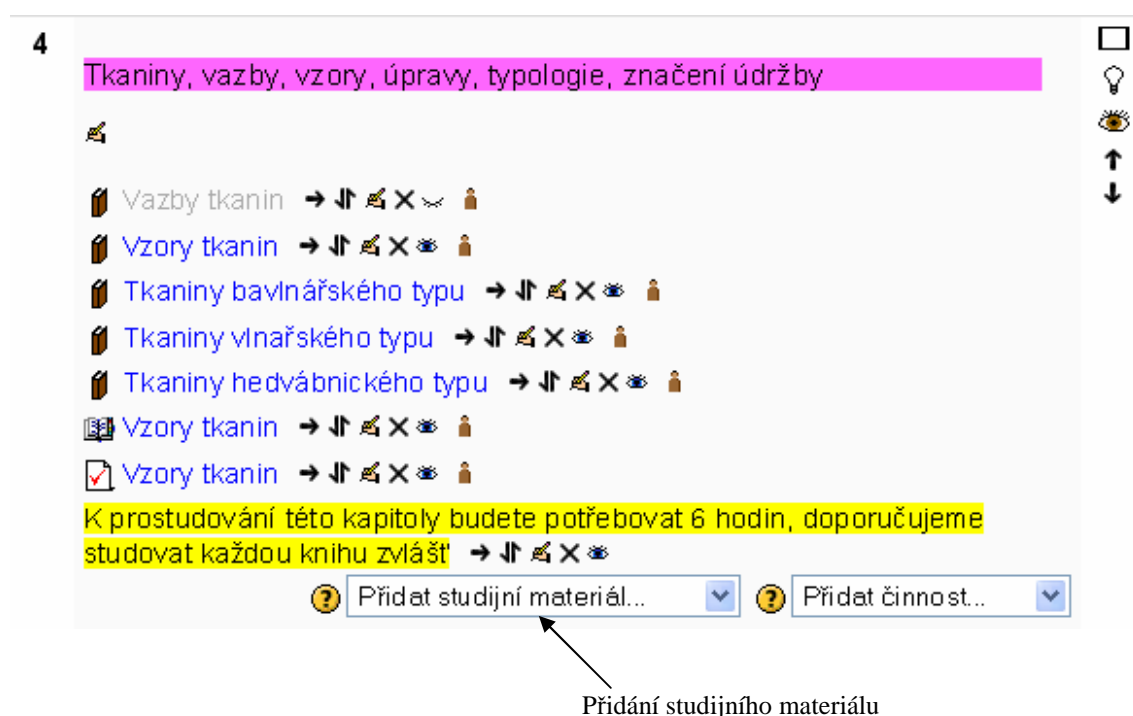 4
Tkaniny, vazby, vzory, úpravy, typologie, značení údržby
Vazby tkanin
Vzory tkanin
Tkaniny bavlnářského typu
Tkaniny vlnařského typu
Tkaniny hedvábnického typu
Vzory tkanin
Vzory tkanin
K prostudování této kapitoly budete potřebovat 6 hodin, doporučujeme
studovat každou knihu zvlášť
Přidat studijní materiál... Přidat činnost...
Přidání studijního materiálu